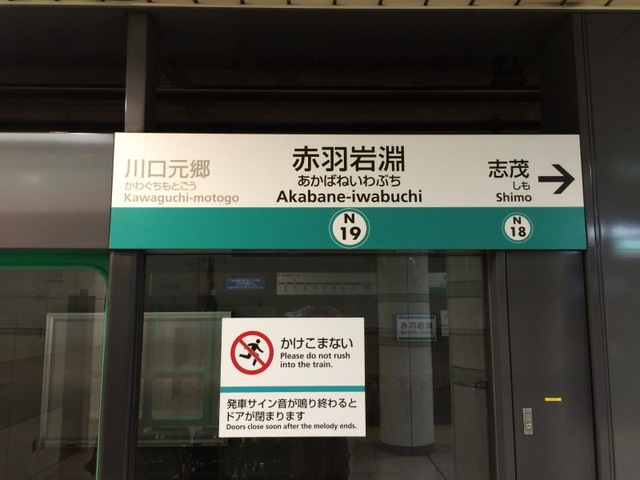 川口元郷
かわぐちもとごう
Kawaguchi-motogo
赤羽岩淵
あかばねいわぶち
Akabane-iwabuchi
志茂
しも
Shimo
N
19
N
18
かけこまない
Please do not rush
into the train.
発車サイン音が鳴り終わると
ドアが閉まります
Doors close soon after the melody ends.
赤羽岩淵